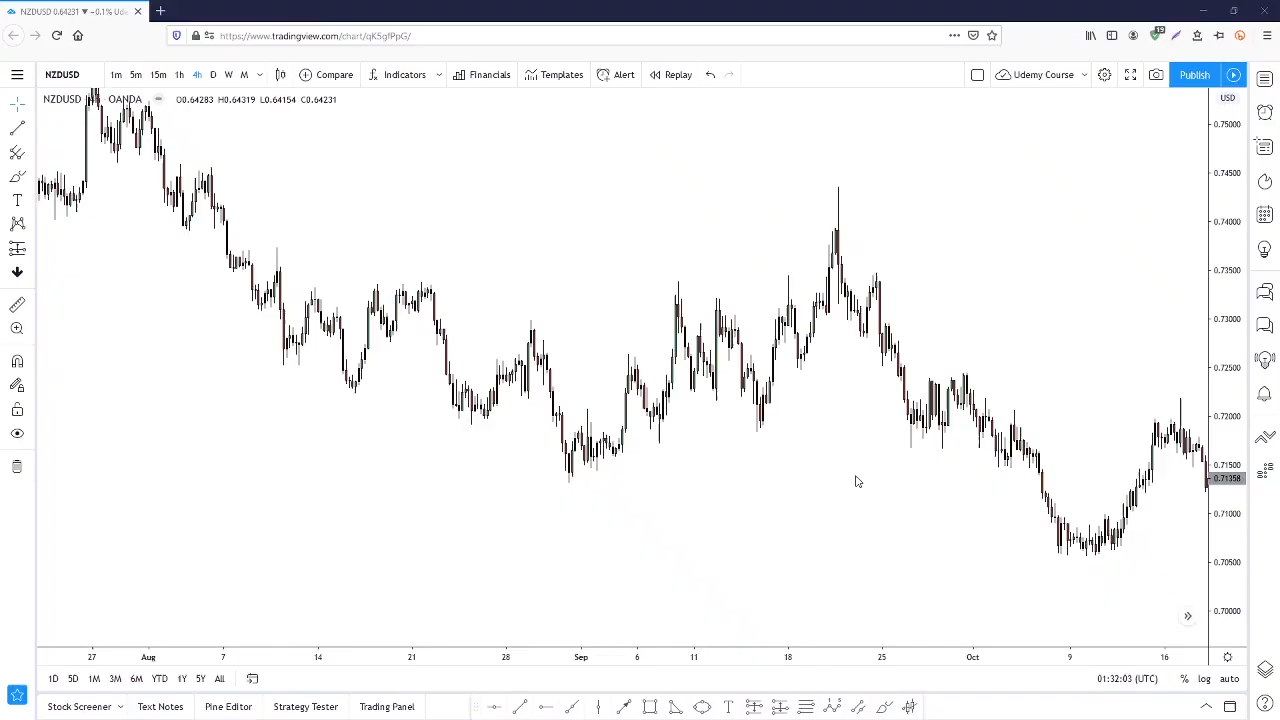 NZDUSD 0.64231 ▼ −0.1% Ude
https://www.tradingview.com/chart/qK5gfPpG/
NZDUSD 1m 5m 15m 1h 4h D W M Compare Indicators Financials Templates Alert Replay Udemy Course Publish
NZDUSD OANDA O0.64283 H0.64319 L0.64154 C0.64231
USD
0.75000
0.74500
0.74000
0.73500
0.73000
0.72500
0.72000
0.71500
0.71358
0.71000
0.70500
0.70000
27 Aug 7 14 21 28 Sep 6 11 18 25 Oct 9 16
1D 5D 1M 3M 6M YTD 1Y 5Y All 01:32:03 (UTC) % log auto
Stock Screener Text Notes Pine Editor Strategy Tester Trading Panel